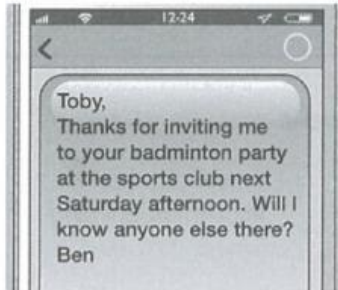 12-24
Toby,
Thanks for inviting me
to your badminton party
at the sports club next
Saturday afternoon. Will I
know anyone else there?
Ben